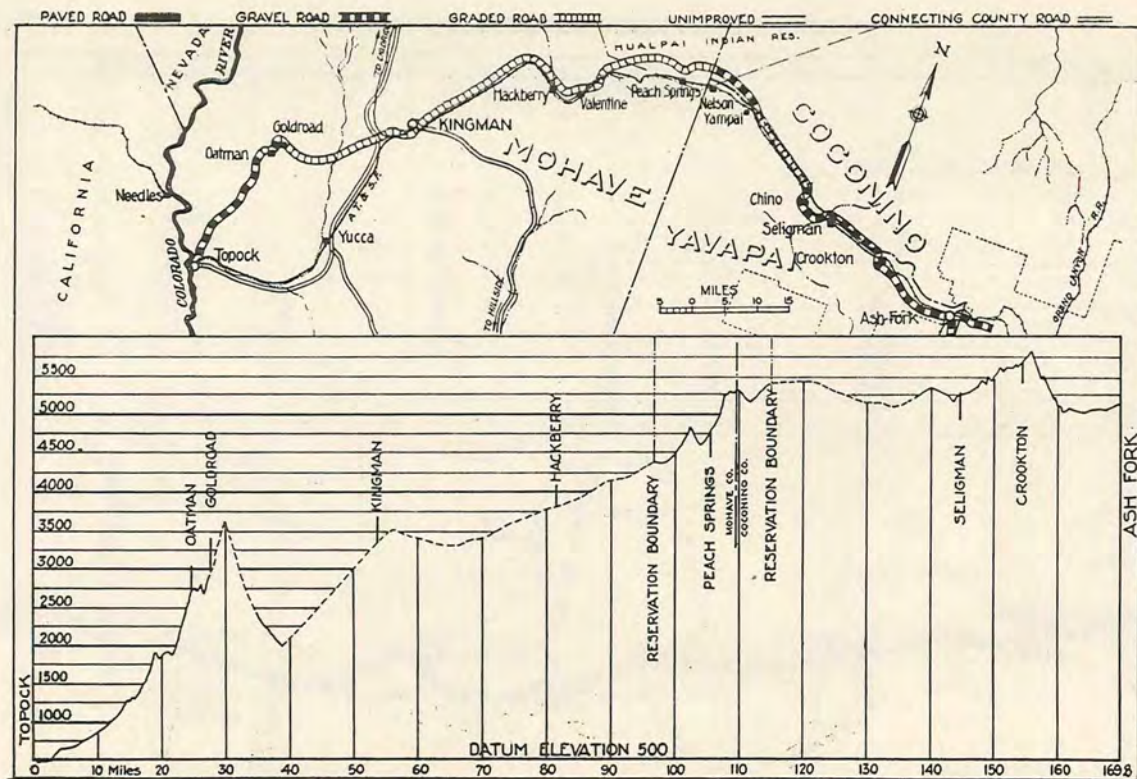 PAVED ROAD GRAVEL ROAD GRADED ROAD UNIMPROVED CONNECTING COUNTY ROAD
NEVADA
RIVER
HUALPAI INDIAN RES.
N
Hackberry
Valentine
Peach Springs
Nelson
Yampai
Goldroad
Oatman
KINGMAN
MOHAVE
COCONINO
CALIFORNIA
Needles
A.T. & S.F.
Chino
Seligman
Topock
Yucca
YAVAPAI
Crookton
COLORADO
TO HILLSIDE
MILES
5 0 5 10 15
Ash-Fork
GRAND CANYON R.R.
5500
5000
4500
4000
3500
3000
2500
2000
1500
1000
TOPOCK
OATMAN
GOLDROAD
KINGMAN
HACKBERRY
RESERVATION BOUNDARY
PEACH SPRINGS
MOHAVE CO.
COCONINO CO.
RESERVATION BOUNDARY
SELIGMAN
CROOKTON
ASH FORK
DATUM ELEVATION 500
0 10 Miles 20 30 40 50 60 70 80 90 100 110 120 130 140 150 160 169.8